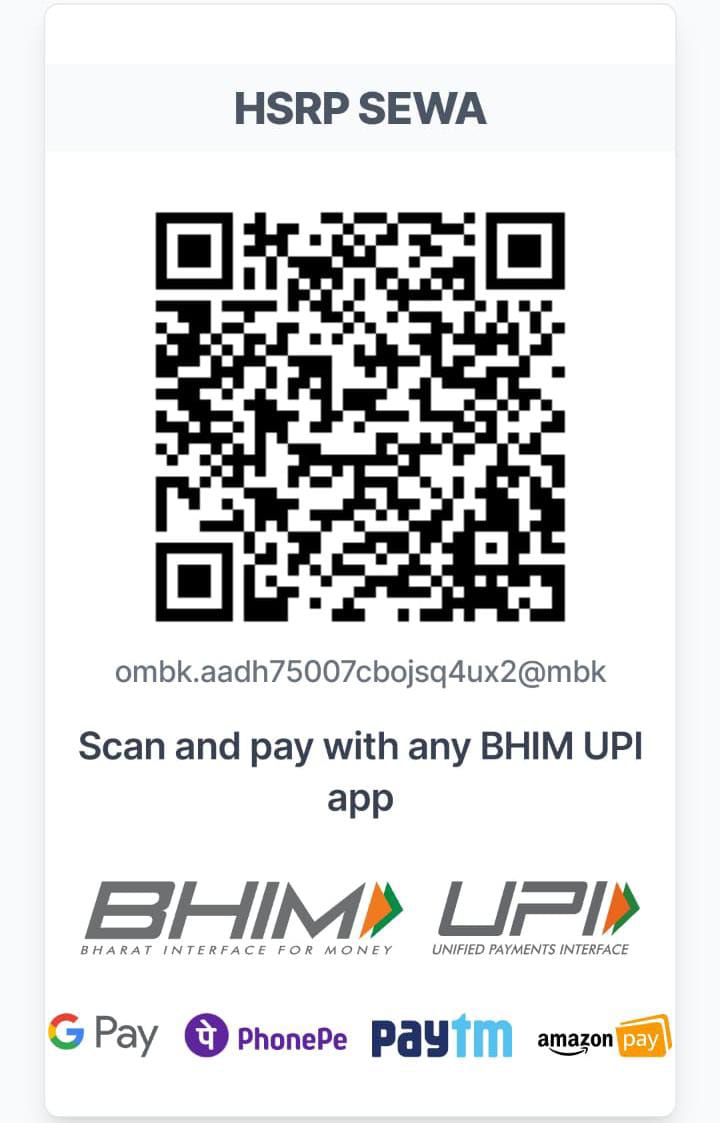 HSRP SEWA
ombk.aadh75007cbojsq4ux2@mbk
Scan and pay with any BHIM UPI
app
BHIM UPI
BHARAT INTERFACE FOR MONEY UNIFIED PAYMENTS INTERFACE
G Pay पे PhonePe paytm amazon pay